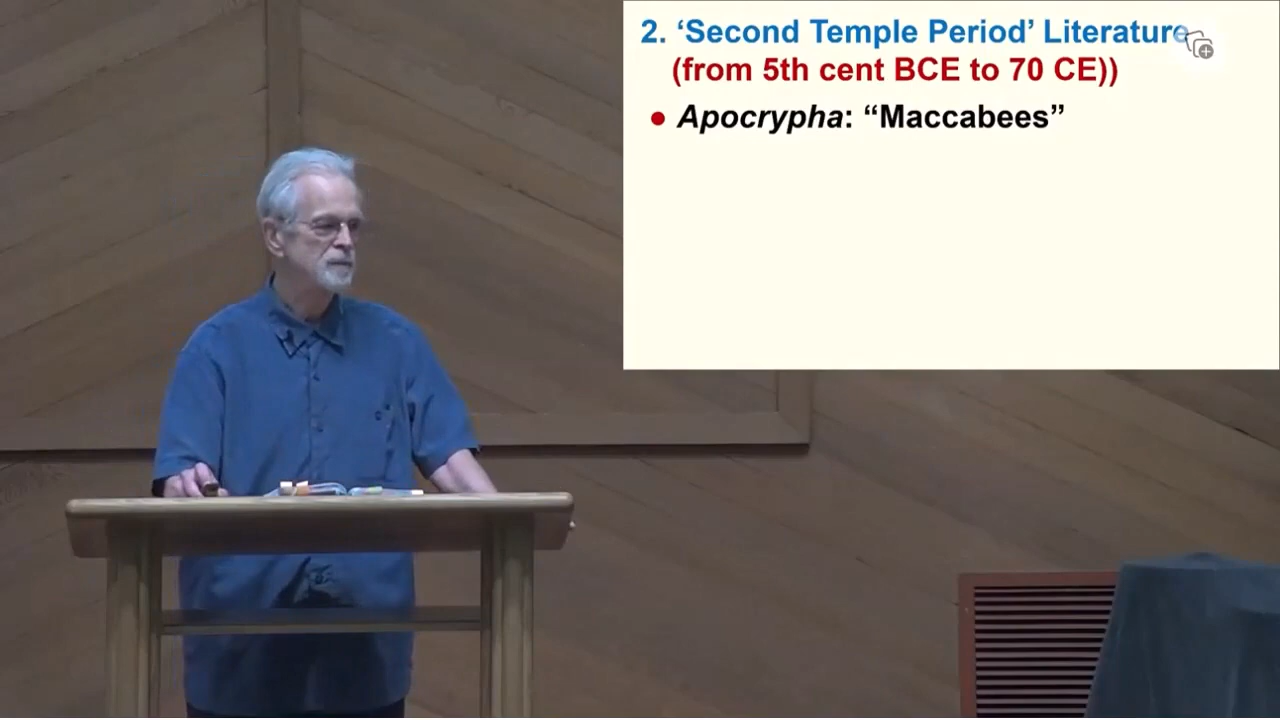 2. ‘Second Temple Period’ Literature
(from 5th cent BCE to 70 CE))
● Apocrypha: “Maccabees”